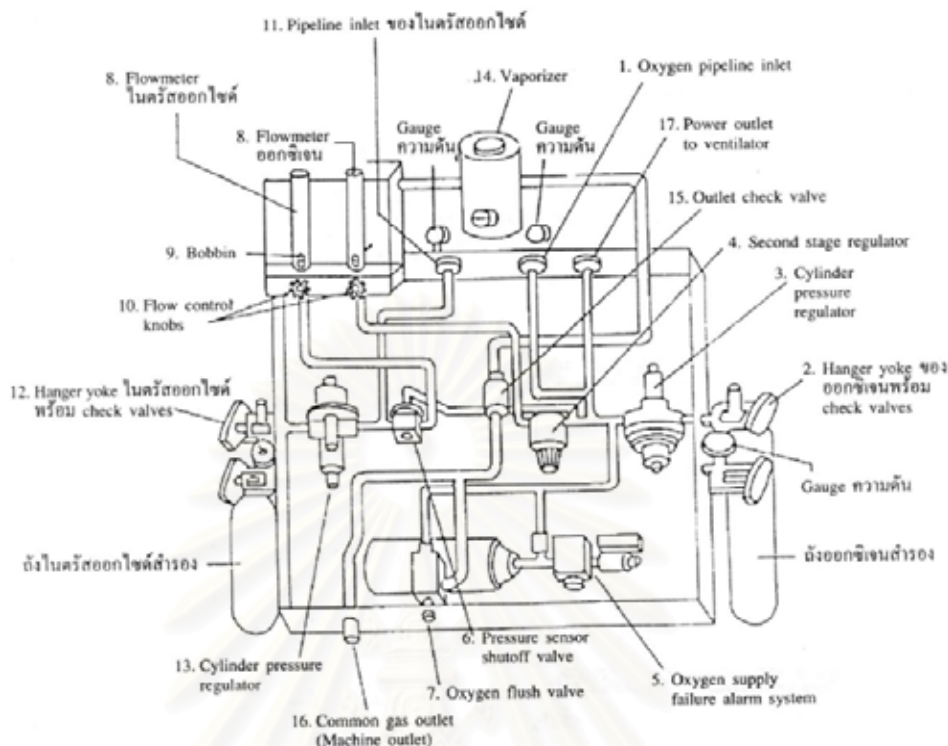 11. Pipeline inlet ของไนตรัสออกไซด์
8. Flowmeter
ไนตรัสออกไซด์
14. Vaporizer
1. Oxygen pipeline inlet
8. Flowmeter
ออกซิเจน
Gauge
ความดัน
Gauge
ความดัน
17. Power outlet
to ventilator
15. Outlet check valve
9. Bobbin
4. Second stage regulator
3. Cylinder
pressure
regulator
10. Flow control
knobs
12. Hanger yoke ไนตรัสออกไซด์
พร้อม check valves
2. Hanger yoke ของ
ออกซิเจนพร้อม
check valves
Gauge ความดัน
ถังไนตรัสออกไซด์สำรอง
ถังออกซิเจนสำรอง
6. Pressure sensor
shutoff valve
13. Cylinder pressure
regulator
7. Oxygen flush valve
5. Oxygen supply
failure alarm system
16. Common gas outlet
(Machine outlet)